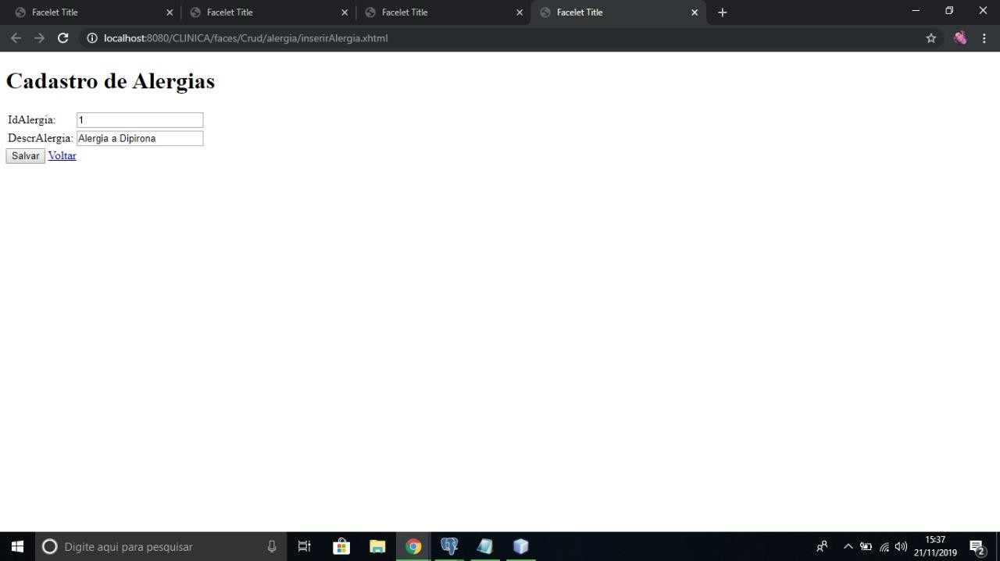 Facelet Title Facelet Title Facelet Title Facelet Title
localhost:8080/CLINICA/faces/Crud/alergia/inserirAlergia.xhtml
Cadastro de Alergias
IdAlergia: 1
DescrAlergia: Alergia a Dipirona
Salvar Voltar
Digite aqui para pesquisar
15:37
21/11/2019
2